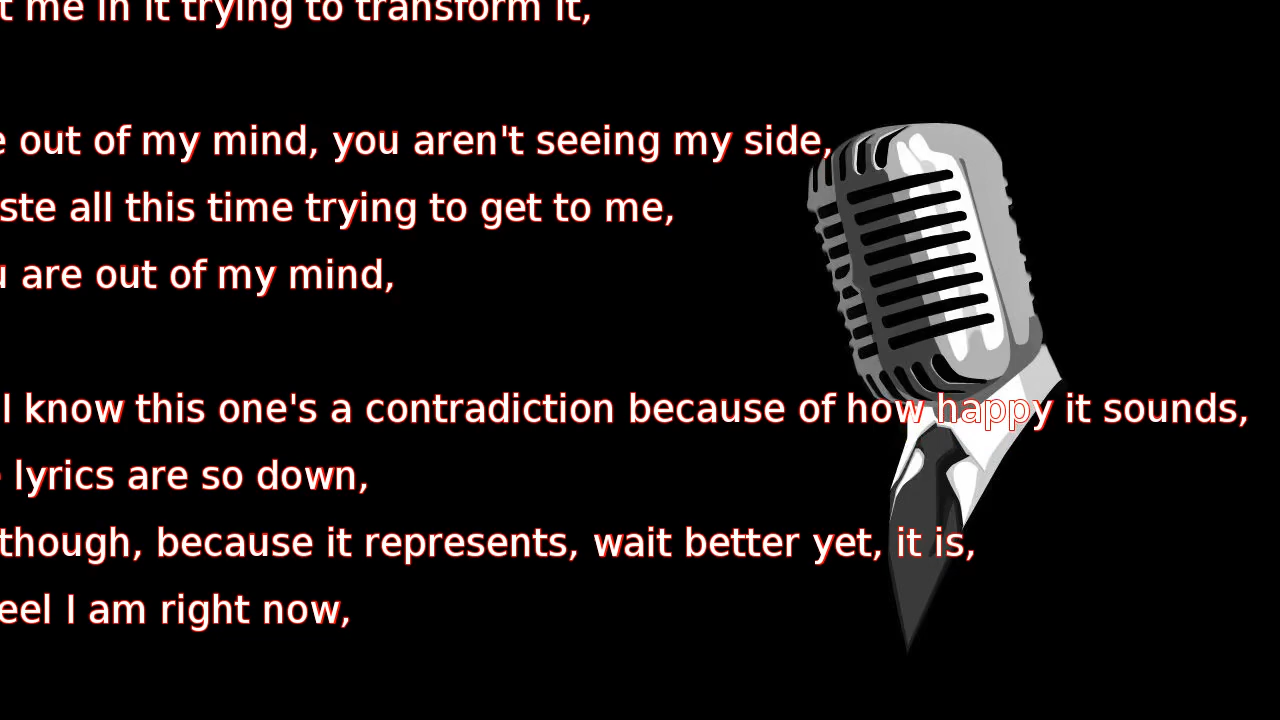 t me in it trying to transform it,
e out of my mind, you aren't seeing my side,
ste all this time trying to get to me,
u are out of my mind,
I know this one's a contradiction because of how happy it sounds,
e lyrics are so down,
though, because it represents, wait better yet, it is,
eel I am right now,